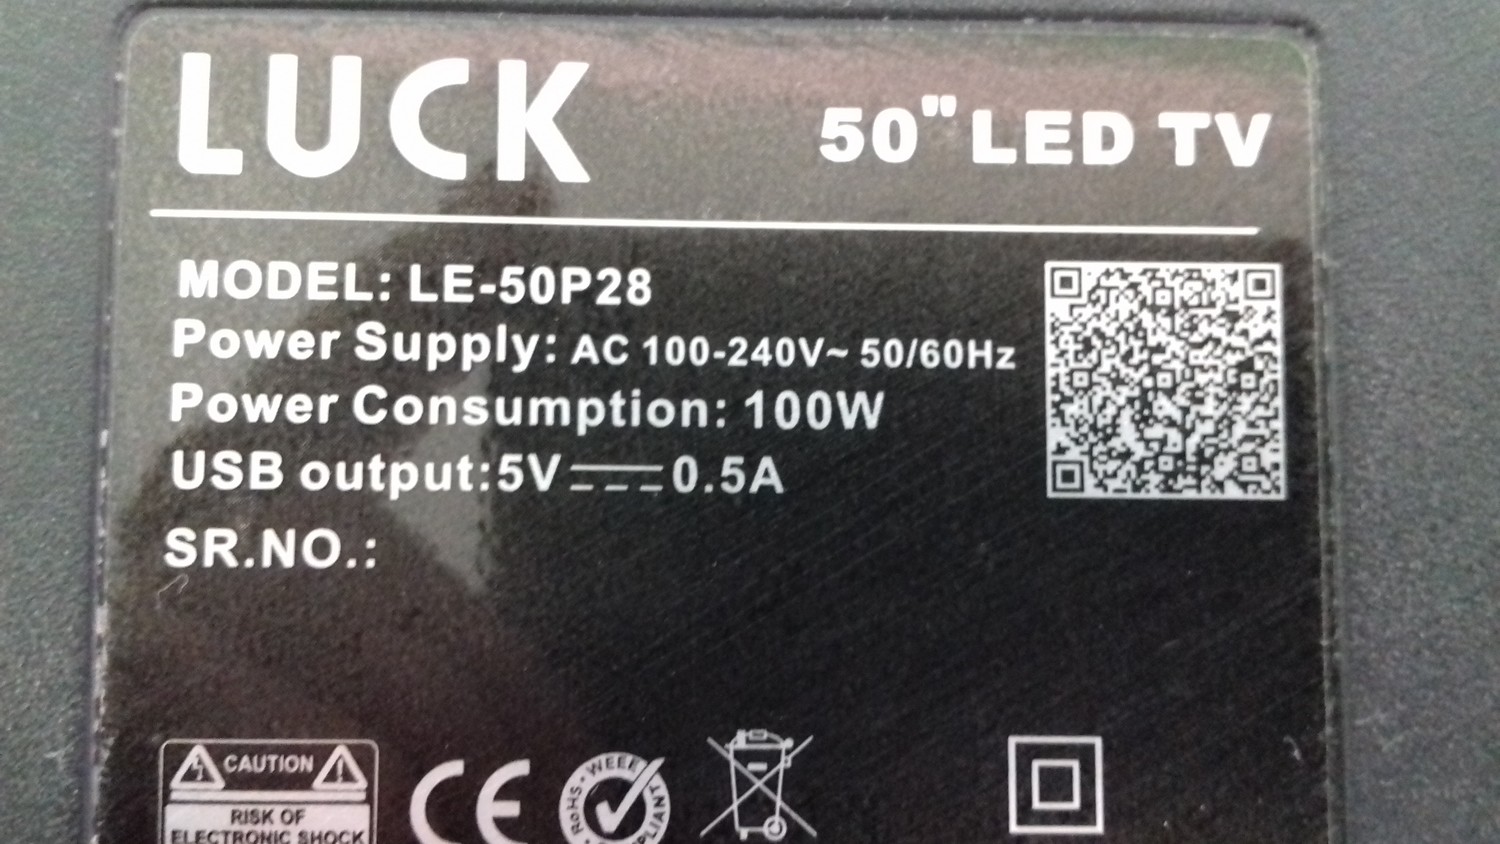 LUCK
50" LED TV
MODEL: LE-50P28
Power Supply: AC 100-240V~ 50/60Hz
Power Consumption: 100W
USB output:5V⎓0.5A
SR.NO.:
CAUTION
RISK OF
ELECTRONIC SHOCK
CE
RoHS • WEEE